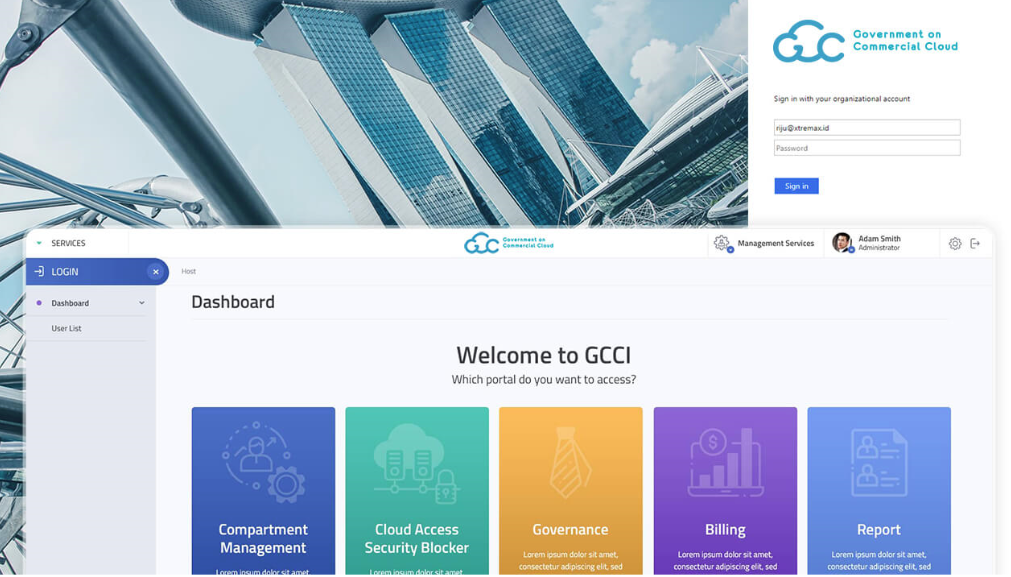 Government on
Commercial Cloud
Sign in with your organizational account
riju@xtremax.id
Password
Sign in
SERVICES
Government on
Commercial Cloud
Management Services
Adam Smith
Administrator
LOGIN
Host
Dashboard
User List
Dashboard
Welcome to GCCI
Which portal do you want to access?
Compartment
Management
Lorem ipsum dolor sit amet,
Cloud Access
Security Blocker
Lorem ipsum dolor sit amet,
Governance
Lorem ipsum dolor sit amet,
consectetur adipiscing elit, sed
Billing
Lorem ipsum dolor sit amet,
consectetur adipiscing elit, sed
Report
Lorem ipsum dolor sit amet,
consectetur adipiscing elit, sed